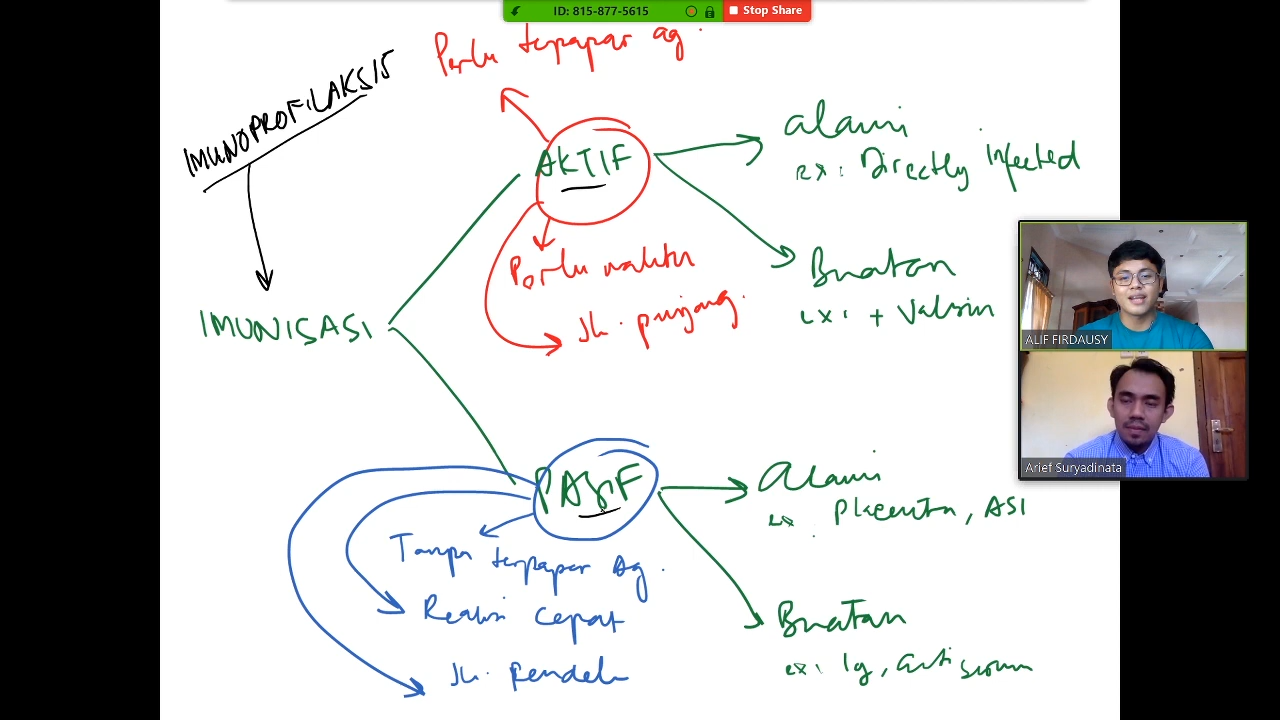 ID: 815-877-5615
Stop Share
Perlu terpapar ag.
IMUNOPROFILAKSIS
AKTIF
alami
ex: Directly infected
Perlu waktu
Buatan
ex: + Vaksin
Jk. panjang.
IMUNISASI
ALIF FIRDAUSY
Arief Suryadinata
PASIF
Alami
ex: Placenta, ASI
Tanpa terpapar Ag.
Reaksi Cepat
Buatan
ex: Ig, anti serum
Jk. Pendek